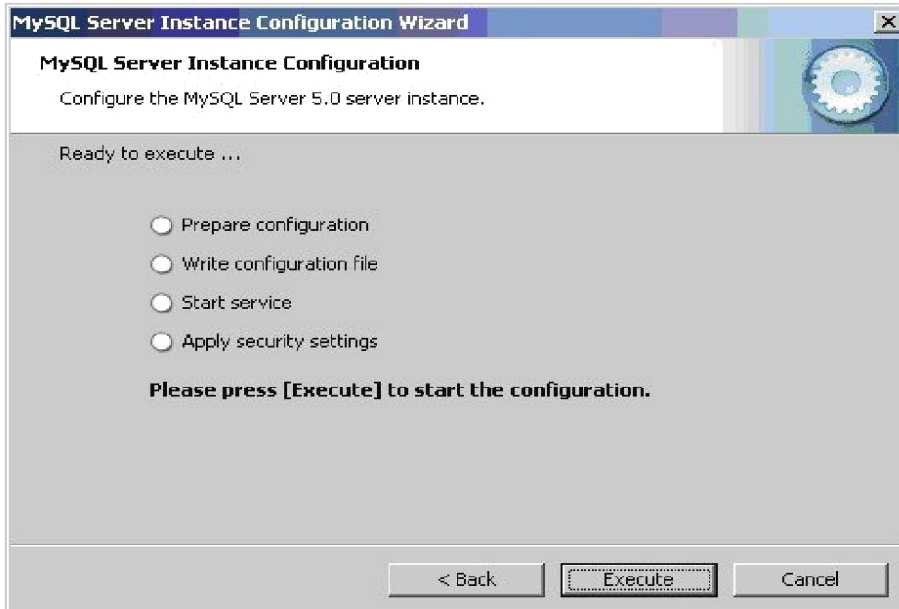 MySQL Server Instance Configuration Wizard
MySQL Server Instance Configuration
Configure the MySQL Server 5.0 server instance.
Ready to execute ...
Prepare configuration
Write configuration file
Start service
Apply security settings
Please press [Execute] to start the configuration.
< Back
Execute
Cancel